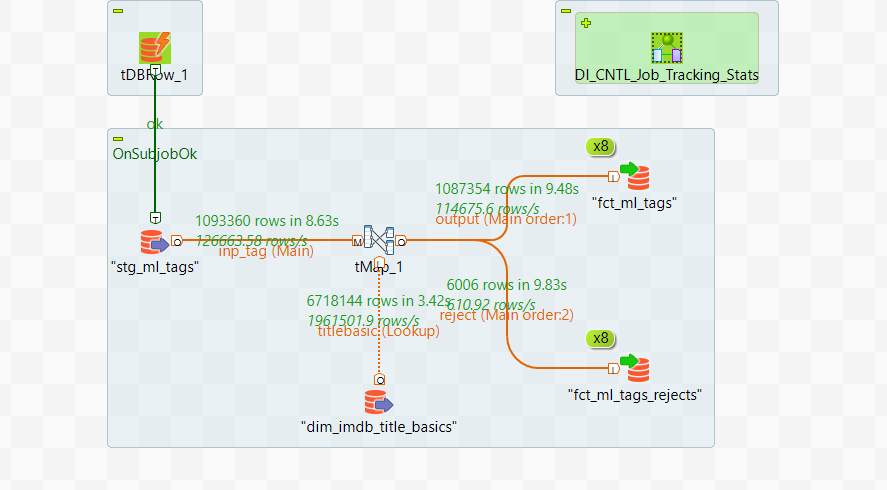 tDBRow_1
DI_CNTL_Job_Tracking_Stats
ok
OnSubjobOk
x8
1087354 rows in 9.48s
114675.6 rows/s
output (Main order:1)
"fct_ml_tags"
1093360 rows in 8.63s
126663.58 rows/s
inp_tag (Main)
"stg_ml_tags"
tMap_1
6006 rows in 9.83s
610.92 rows/s
reject (Main order:2)
6718144 rows in 3.42s
1961501.9 rows/s
titlebasic (Lookup)
x8
"fct_ml_tags_rejects"
"dim_imdb_title_basics"